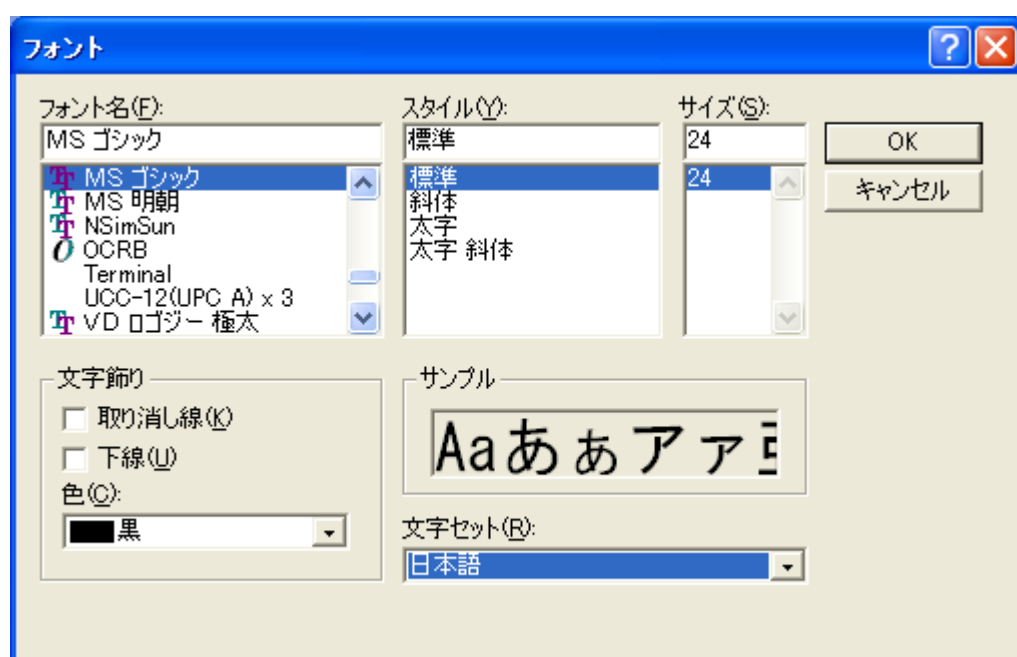 フォント
フォント名(F):
MS ゴシック
MS ゴシック
MS 明朝
NSimSun
OCRB
Terminal
UCC-12(UPC A) x 3
VD ロゴジー 極太
スタイル(Y):
標準
標準
斜体
太字
太字 斜体
サイズ(S):
24
24
OK
キャンセル
文字飾り
取り消し線(K)
下線(U)
色(C):
黒
サンプル
Aaあぁアァ
文字セット(R):
日本語